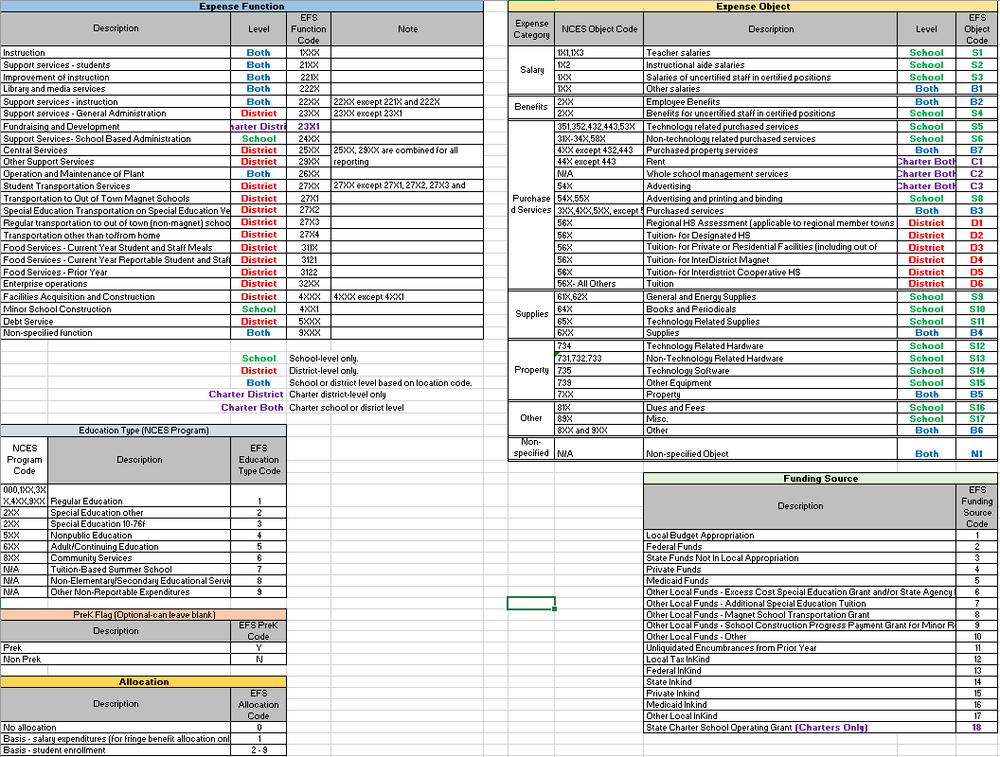 Expense Function
Description Level EFS Function Code Note
Instruction Both 1XXX
Support services - students Both 21XX
Improvement of instruction Both 221X
Library and media services Both 222X
Support services - instruction Both 22XX 22XX except 221X and 222X
Support services - General Administration District 23XX 23XX except 23X1
Fundraising and Development harter Distri 23X1
Support Services- School Based Administration School 24XX
Central Services District 25XX 25XX, 29XX are combined for all
Other Support Services District 29XX reporting
Operation and Maintenance of Plant Both 26XX
Student Transportation Services District 27XX 27XX except 27X1, 27X2, 27X3 and
Transportation to Out of Town Magnet Schools District 27X1
Special Education Transportation on Special Education Ve District 27X2
Regular transportation to out of town (non-magnet) schoo District 27X3
Transportation other than to/from home District 27X4
Food Services - Current Year Student and Staff Meals District 311X
Food Services - Current Year Reportable Student and Staff District 3121
Food Services - Prior Year District 3122
Enterprise operations District 32XX
Facilities Acquisition and Construction District 4XXX 4XXX except 4XX1
Minor School Construction School 4XX1
Debt Service District 5XXX
Non-specified function Both 9XXX
School School-level only.
District District-level only.
Both School or district level based on location code.
Charter District Charter district-level only
Charter Both Charter school or disrict level
Education Type (NCES Program)
NCES Program Code Description EFS Education Type Code
000,1XX,3X
X,4XX,9XX Regular Education 1
2XX Special Education other 2
2XX Special Education 10-76f 3
5XX Nonpublic Education 4
6XX Adult/Continuing Education 5
8XX Community Services 6
N/A Tuition-Based Summer School 7
N/A Non-Elementary/Secondary Educational Servi 8
N/A Other Non-Reportable Expenditures 9
PreK Flag (Optional-can leave blank)
Description EFS PreK Code
Prek Y
Non Prek N
Allocation
Description EFS Allocation Code
No allocation 0
Basis - salary expenditures (for fringe benefit allocation onl 1
Basis - student enrollment 2 - 9
Expense Object
Expense Category NCES Object Code Description Level EFS Object Code
Salary
1X1,1X3 Teacher salaries School S1
1X2 Instructional aide salaries School S2
1XX Salaries of uncertified staff in certified positions School S3
1XX Other salaries Both B1
Benefits
2XX Employee Benefits Both B2
2XX Benefits for uncertified staff in certified positions School S4
Purchase
d Services
351,352,432,443,53X Technology related purchased services School S5
31X-34X,58X Non-technology related purchased services School S6
4XX except 432,443 Purchased property services Both B7
44X except 443 Rent Charter Both C1
N/A Whole school management services Charter Both C2
54X Advertising Charter Both C3
54X,55X Advertising and printing and binding School S8
3XX,4XX,5XX, except 5 Purchased services Both B3
56X Regional HS Assessment (applicable to regional member towns District D1
56X Tuition- for Designated HS District D2
56X Tuition- for Private or Residential Facilities (including out of District D3
56X Tuition- for InterDistrict Magnet District D4
56X Tuition- for Interdistrict Cooperative HS District D5
56X- All Others Tuition District D6
Supplies
61X,62X General and Energy Supplies School S9
64X Books and Periodicals School S10
65X Technology Related Supplies School S11
6XX Supplies Both B4
Property
734 Technology Related Hardware School S12
731,732,733 Non-Technology Related Hardware School S13
735 Technology Software School S14
739 Other Equipment School S15
7XX Property Both B5
Other
81X Dues and Fees School S16
89X Misc. School S17
8XX and 9XX Other Both B6
Non-
specified N/A Non-specified Object Both N1
Funding Source
Description EFS Funding Source Code
Local Budget Appropriation 1
Federal Funds 2
State Funds Not In Local Appropriation 3
Private Funds 4
Medicaid Funds 5
Other Local Funds - Excess Cost Special Education Grant and/or State Agency 6
Other Local Funds - Additional Special Education Tuition 7
Other Local Funds - Magnet School Transportation Grant 8
Other Local Funds - School Construction Progress Payment Grant for Minor R 9
Other Local Funds - Other 10
Unliquidated Encumbrances from Prior Year 11
Local Tax InKind 12
Federal InKind 13
State Inkind 14
Private Inkind 15
Medicaid Inkind 16
Other Local InKind 17
State Charter School Operating Grant (Charters Only) 18